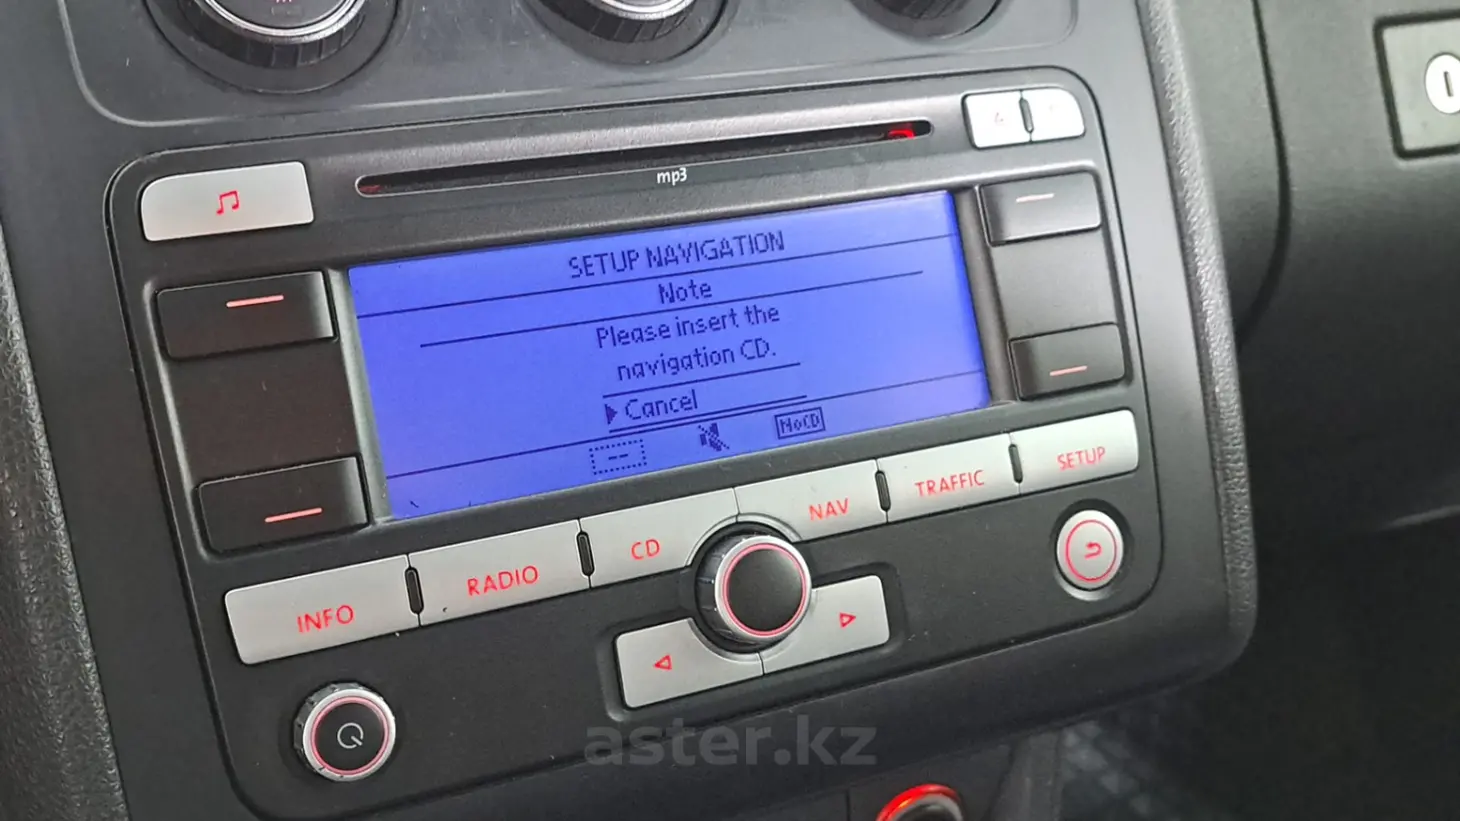 mp3
SETUP NAVIGATION
Note
Please insert the
navigation CD.
Cancel
--
NoCD
INFO
RADIO
CD
NAV
TRAFFIC
SETUP
aster.kz